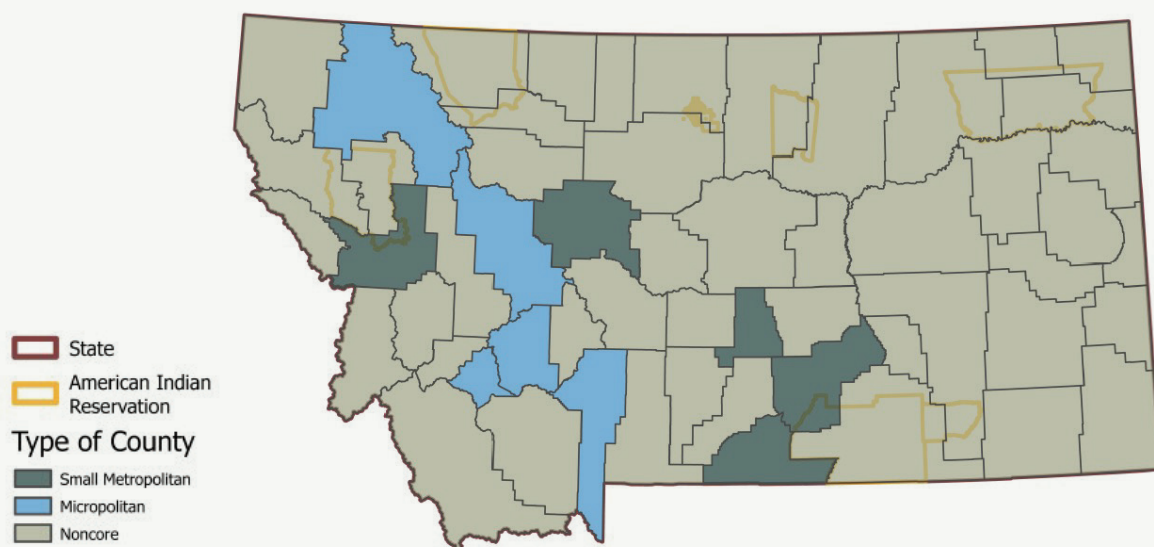 State
American Indian
Reservation
Type of County
Small Metropolitan
Micropolitan
Noncore